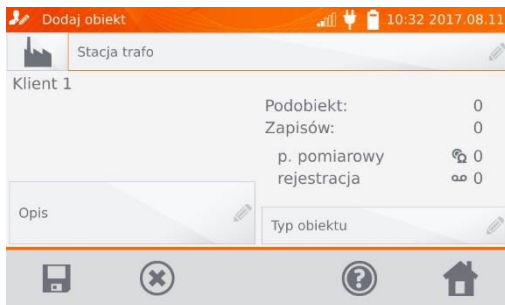 Dodaj obiekt 10:32 2017.08.11
Stacja trafo
Klient 1
Podobiekt: 0
Zapisów: 0
p. pomiarowy 0
rejestracja 0
Opis
Typ obiektu